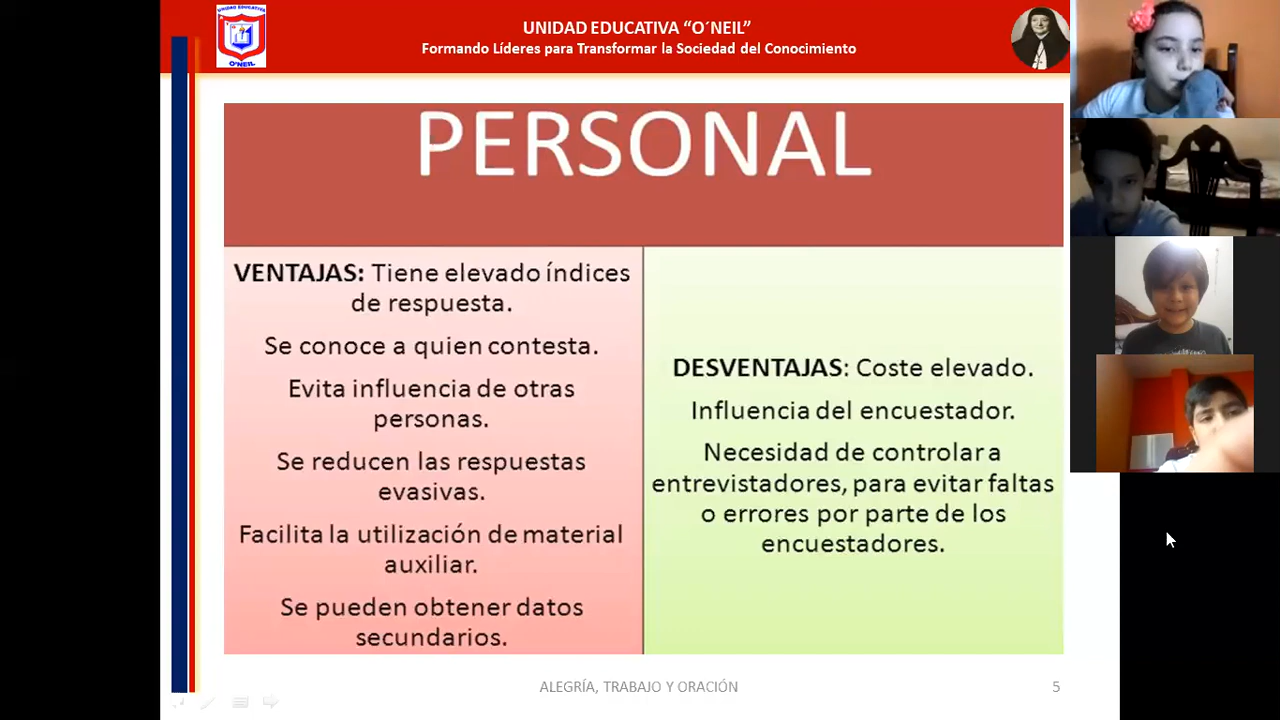 UNIDAD EDUCATIVA
O'NEIL
UNIDAD EDUCATIVA “O´NEIL”
Formando Líderes para Transformar la Sociedad del Conocimiento
PERSONAL
VENTAJAS: Tiene elevado índices
de respuesta.
Se conoce a quien contesta.
Evita influencia de otras
personas.
Se reducen las respuestas
evasivas.
Facilita la utilización de material
auxiliar.
Se pueden obtener datos
secundarios.
DESVENTAJAS: Coste elevado.
Influencia del encuestador.
Necesidad de controlar a
entrevistadores, para evitar faltas
o errores por parte de los
encuestadores.
ALEGRÍA, TRABAJO Y ORACIÓN
5